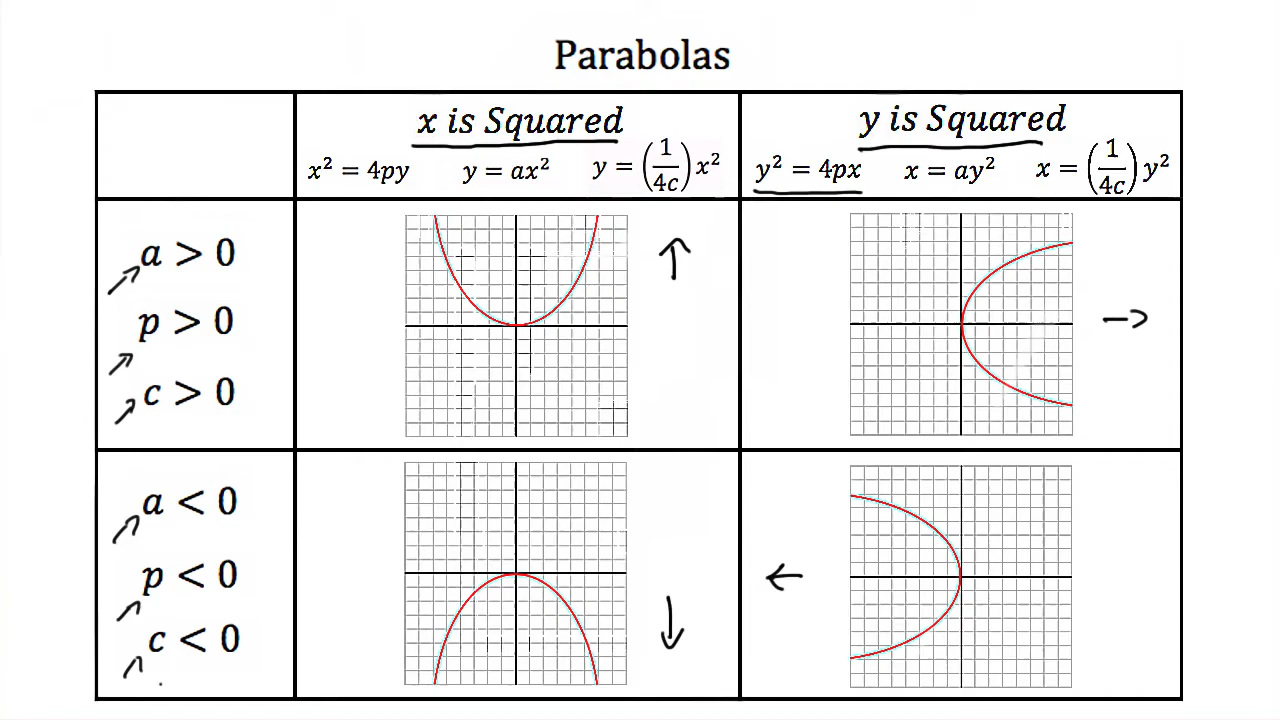 Parabolas
x is Squared
x² = 4py y = ax² y = (1/4c) x²
y is Squared
y² = 4px x = ay² x = (1/4c) y²
a > 0
p > 0
c > 0
a < 0
p < 0
c < 0